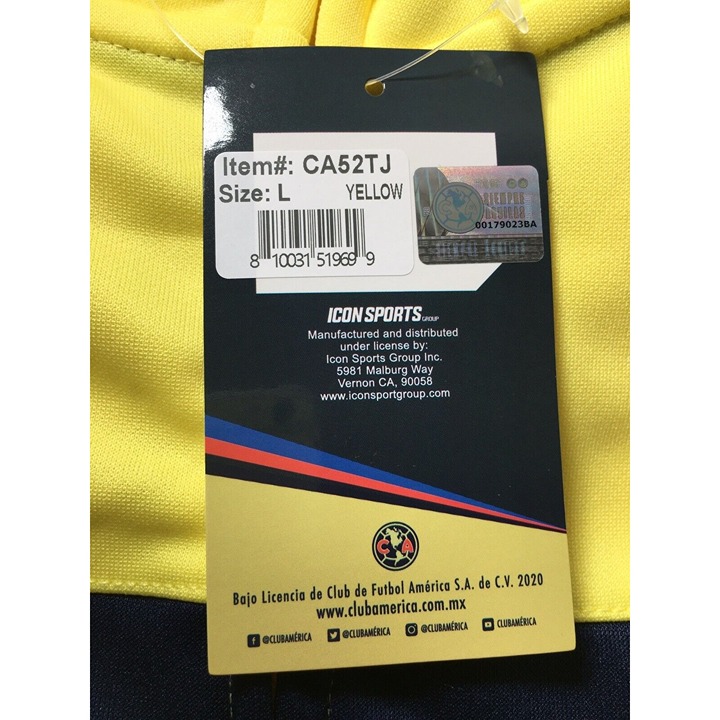 Item#: CA52TJ
Size: L YELLOW
8 10031 51969 9
SIEMPRE
00179023BA
ICON SPORTS GROUP
Manufactured and distributed
under license by:
Icon Sports Group Inc.
5981 Malburg Way
Vernon CA, 90058
www.iconsportgroup.com
CA
Bajo Licencia de Club de Futbol América S.A. de C.V. 2020
www.clubamerica.com.mx
@CLUBAMÉRICA @CLUBAMÉRICA @CLUBAMÉRICA CLUBAMÉRICA